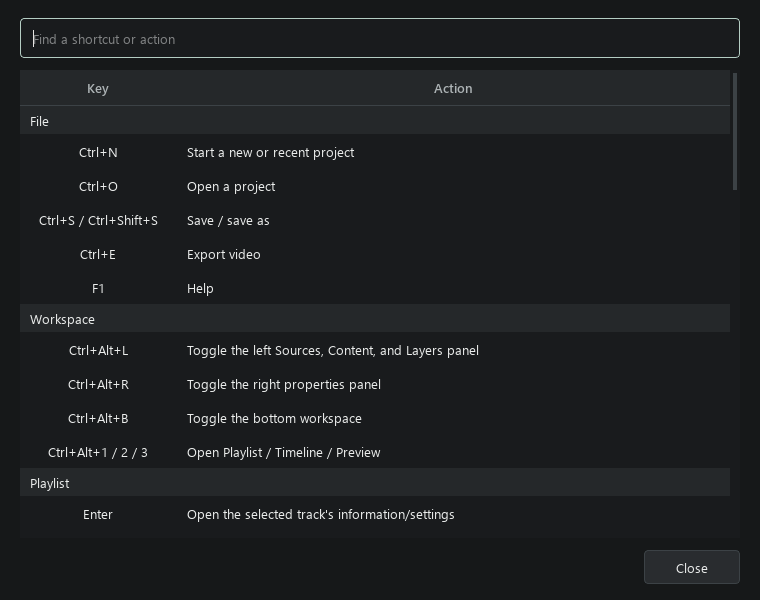 Find a shortcut or action
Key Action
File
Ctrl+N Start a new or recent project
Ctrl+O Open a project
Ctrl+S / Ctrl+Shift+S Save / save as
Ctrl+E Export video
F1 Help
Workspace
Ctrl+Alt+L Toggle the left Sources, Content, and Layers panel
Ctrl+Alt+R Toggle the right properties panel
Ctrl+Alt+B Toggle the bottom workspace
Ctrl+Alt+1 / 2 / 3 Open Playlist / Timeline / Preview
Playlist
Enter Open the selected track's information/settings
Close